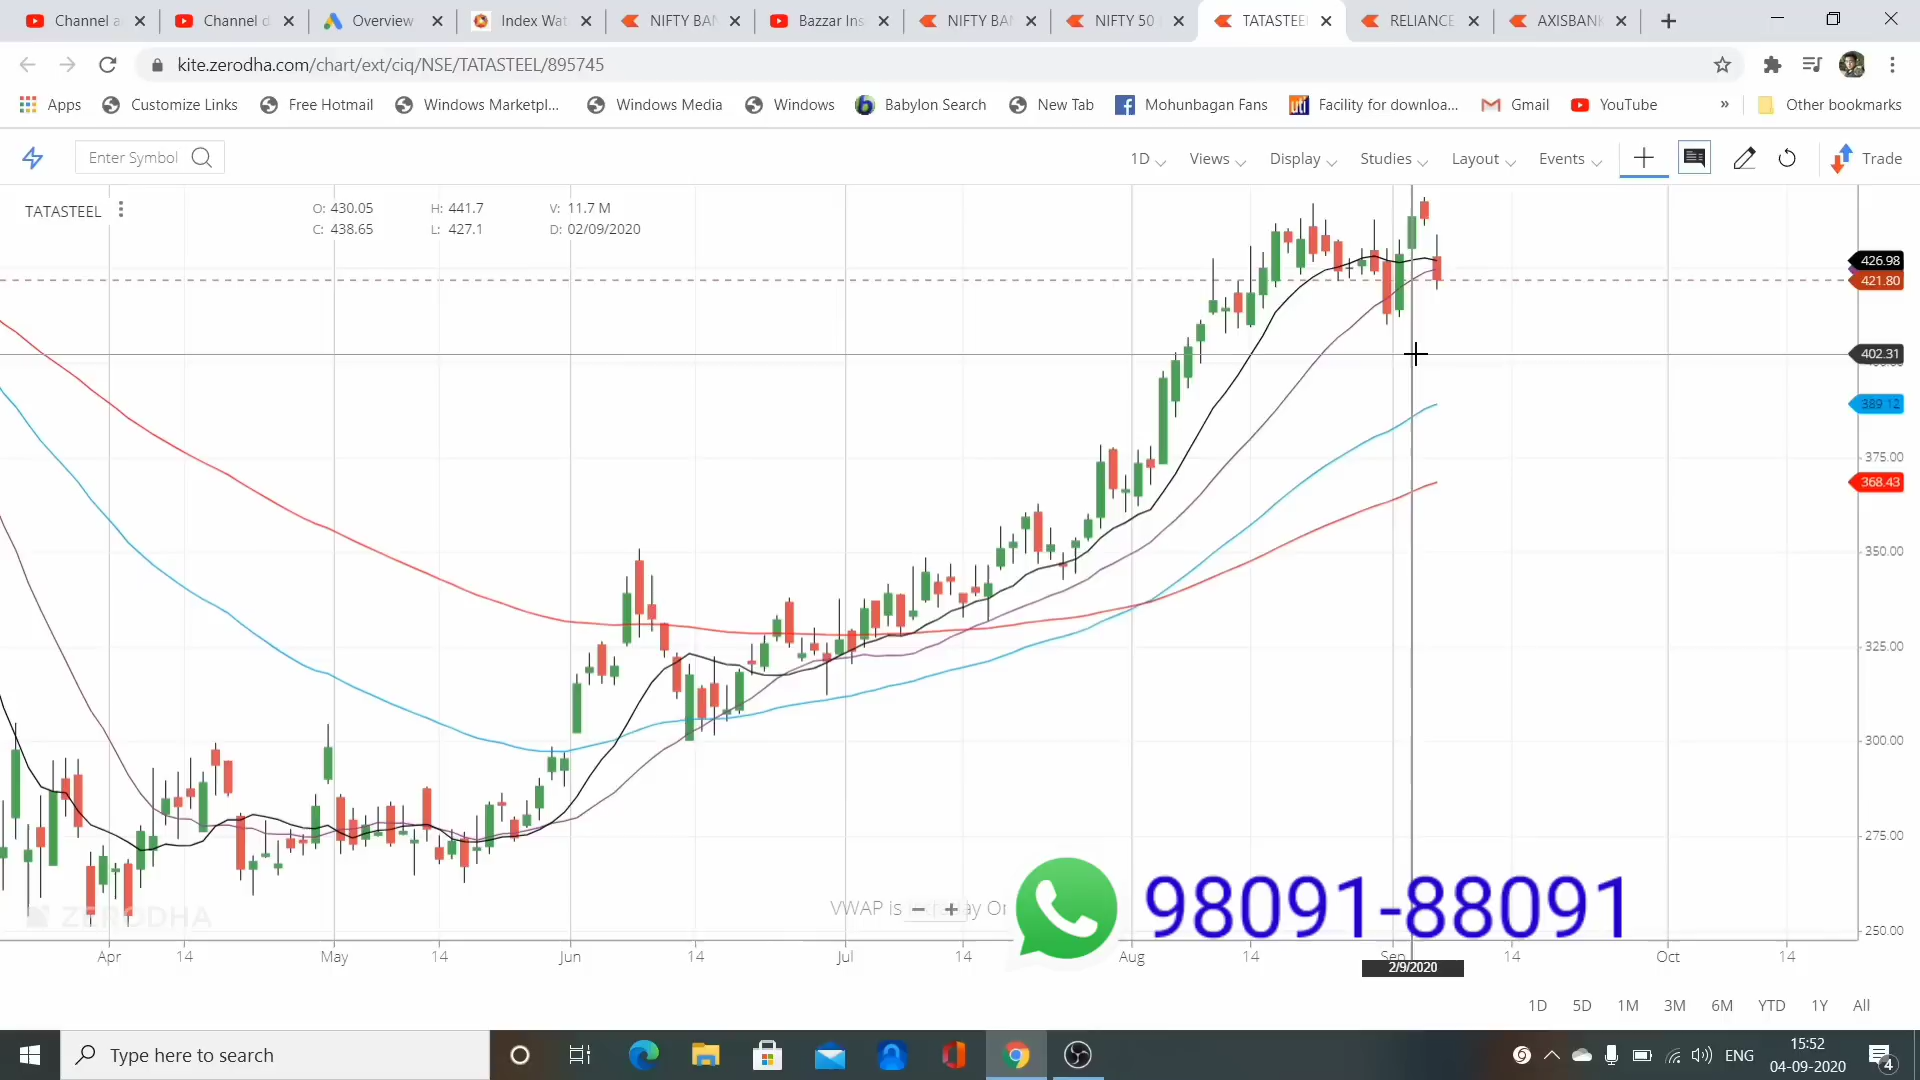 Channel a
Channel d
Overview
Index Wat
NIFTY BAN
Bazzar Ins
NIFTY BAN
NIFTY 50
TATASTEE
RELIANCE
AXISBANK
kite.zerodha.com/chart/ext/ciq/NSE/TATASTEEL/895745
Apps Customize Links Free Hotmail Windows Marketpl... Windows Media Windows Babylon Search New Tab Mohunbagan Fans Facility for downloa... Gmail YouTube » Other bookmarks
Enter Symbol 1D Views Display Studies Layout Events Trade
TATASTEEL O: 430.05 H: 441.7 V: 11.7 M
C: 438.65 L: 427.1 D: 02/09/2020
426.98
421.80
402.31
389.12
375.00
368.43
350.00
325.00
300.00
275.00
250.00
ZERODHA
VWAP is
98091-88091
Apr 14 May 14 Jun 14 Jul 14 Aug 14 Sep 14 Oct 14
2/9/2020
1D 5D 1M 3M 6M YTD 1Y All
Type here to search
ENG
15:52
04-09-2020
4